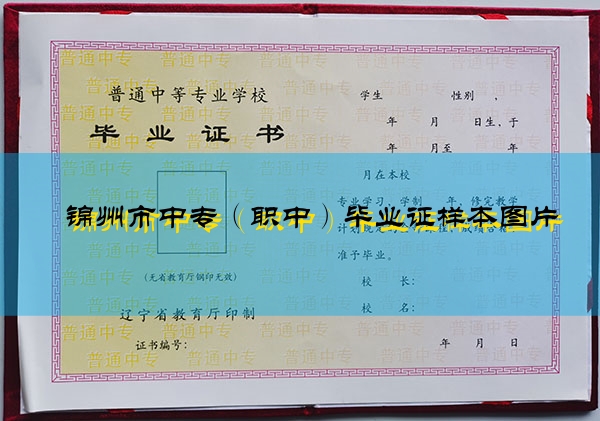 普通中等专业学校
毕业证书
(无省教育厅钢印无效)
辽宁省教育厅印制
证书编号:
学生 性别 ,
年 月 日生,于
年 月至 年
月在本校
专业学习,学制 年,修完教学
准予毕业。
校 长:
校 名:
年 月 日
锦州市中专（职中）毕业证样本图片